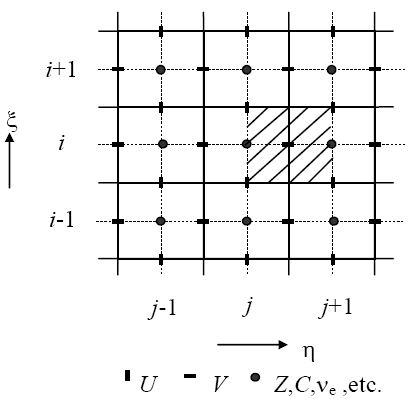 i+1
ξ
i
i-1
j-1 j j+1
η
U V Z,C,νe ,etc.